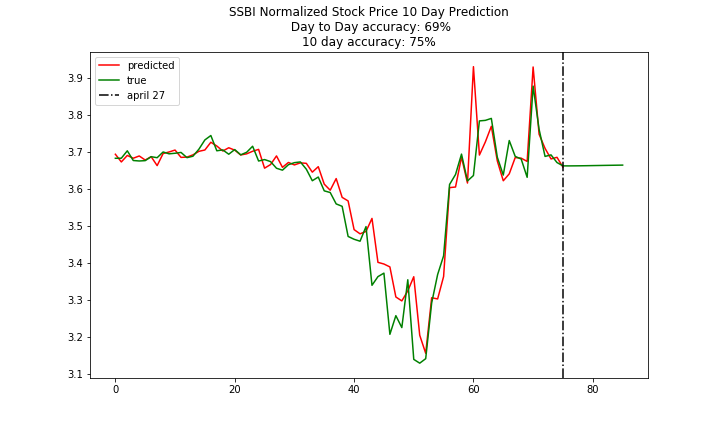 SSBI Normalized Stock Price 10 Day Prediction
Day to Day accuracy: 69%
10 day accuracy: 75%
predicted
true
april 27
3.9
3.8
3.7
3.6
3.5
3.4
3.3
3.2
3.1
0 20 40 60 80